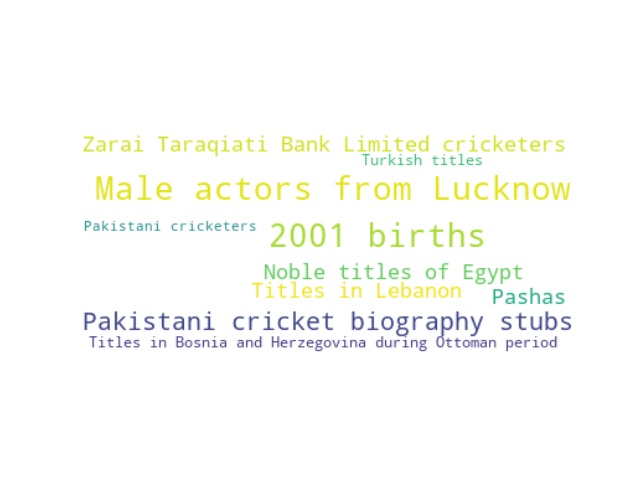 Zarai Taraqiati Bank Limited cricketers
Turkish titles
Male actors from Lucknow
Pakistani cricketers
2001 births
Noble titles of Egypt
Titles in Lebanon
Pashas
Pakistani cricket biography stubs
Titles in Bosnia and Herzegovina during Ottoman period